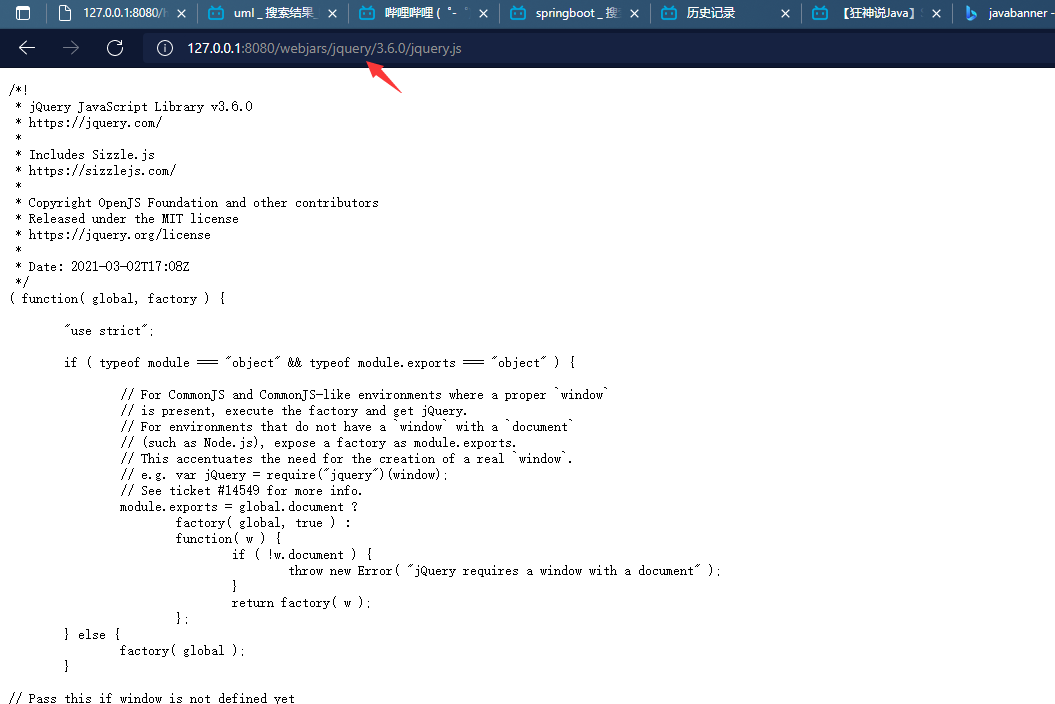 127.0.0.1:8080/
uml _ 搜索结果_
哔哩哔哩 ( ゜- ゜
springboot _ 搜
历史记录
【狂神说Java】
javabanner -
127.0.0.1:8080/webjars/jquery/3.6.0/jquery.js
/*!
 * jQuery JavaScript Library v3.6.0
 * https://jquery.com/
 *
 * Includes Sizzle.js
 * https://sizzlejs.com/
 *
 * Copyright OpenJS Foundation and other contributors
 * Released under the MIT license
 * https://jquery.org/license
 *
 * Date: 2021-03-02T17:08Z
 */
( function( global, factory ) {
"use strict";
if ( typeof module === "object" && typeof module.exports === "object" ) {
// For CommonJS and CommonJS-like environments where a proper `window`
// is present, execute the factory and get jQuery.
// For environments that do not have a `window` with a `document`
// (such as Node.js), expose a factory as module.exports.
// This accentuates the need for the creation of a real `window`.
// e.g. var jQuery = require("jquery")(window);
// See ticket #14549 for more info.
module.exports = global.document ?
factory( global, true ) :
function( w ) {
if ( !w.document ) {
throw new Error( "jQuery requires a window with a document" );
}
return factory( w );
};
} else {
factory( global );
}
// Pass this if window is not defined yet